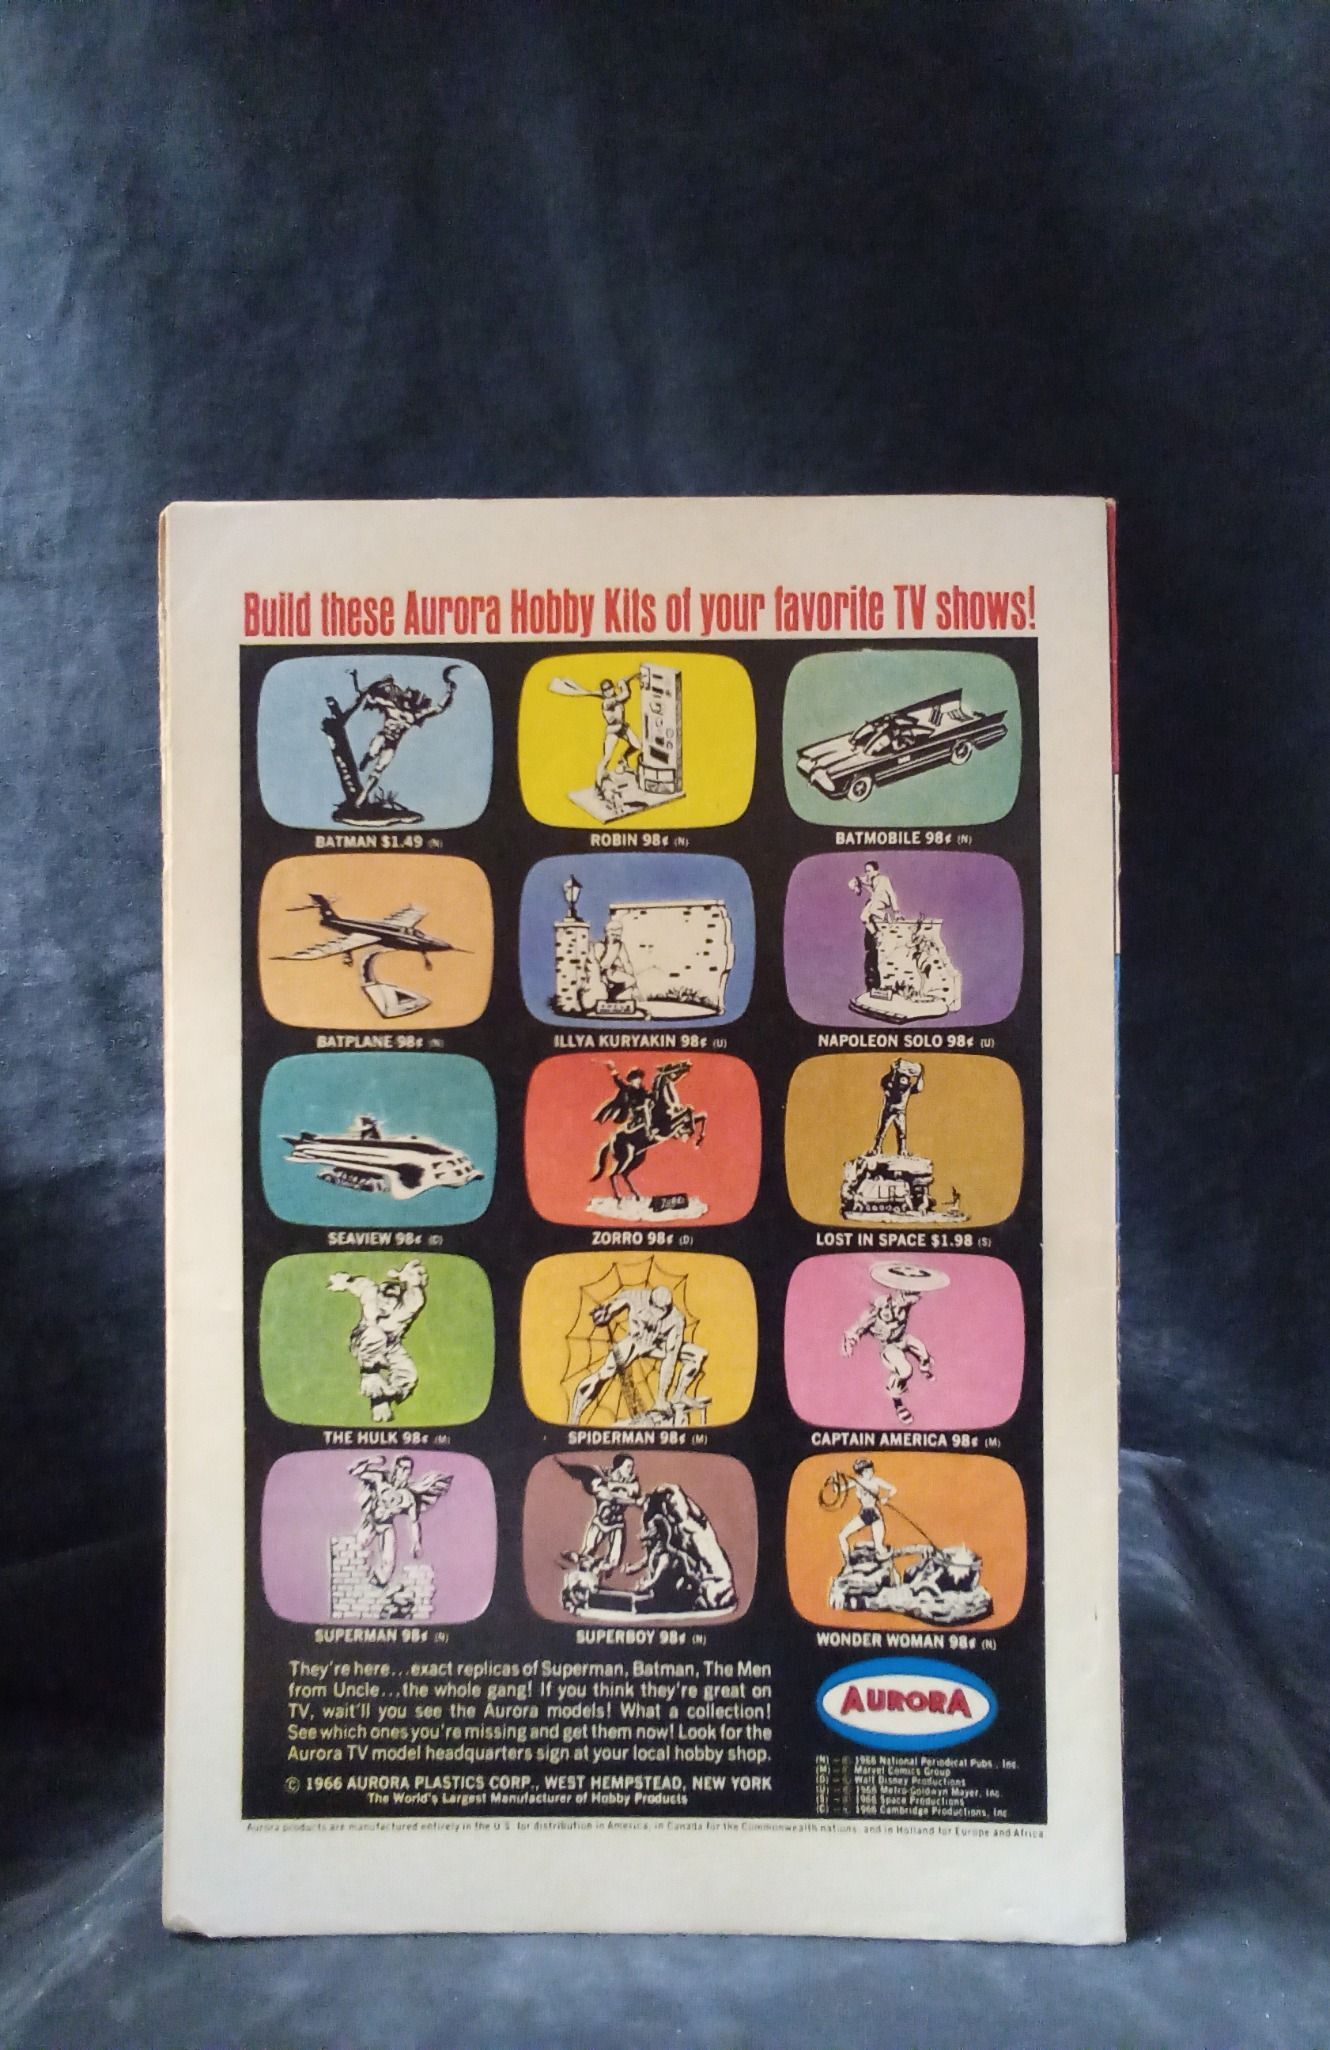 Build these Aurora Hobby Kits of your favorite TV shows!
BATMAN $1.49 (N)
ROBIN 98¢ (N)
BATMOBILE 98¢ (N)
BATPLANE 98¢ (N)
ILLYA KURYAKIN 98¢ (U)
NAPOLEON SOLO 98¢ (U)
SEAVIEW 98¢ (C)
ZORRO 98¢ (D)
LOST IN SPACE $1.98 (S)
THE HULK 98¢ (M)
SPIDERMAN 98¢ (M)
CAPTAIN AMERICA 98¢ (M)
SUPERMAN 98¢ (N)
SUPERBOY 98¢ (N)
WONDER WOMAN 98¢ (N)
They're here...exact replicas of Superman, Batman, The Men
from Uncle...the whole gang! If you think they're great on
TV, wait'll you see the Aurora models! What a collection!
See which ones you're missing and get them now! Look for the
Aurora TV model headquarters sign at your local hobby shop.
© 1966 AURORA PLASTICS CORP., WEST HEMPSTEAD, NEW YORK
The World's Largest Manufacturer of Hobby Products
AURORA
(N) – © 1966 National Periodical Pubs., Inc.
(M) – © Marvel Comics Group
(D) – © Walt Disney Productions
(U) – © 1966 Metro-Goldwyn Mayer, Inc.
(S) – © 1966 Space Productions
(C) – © 1966 Cambridge Productions, Inc.
Aurora products are manufactured entirely in the U.S. for distribution in America, in Canada for the Commonwealth nations, and in Holland for Europe and Africa